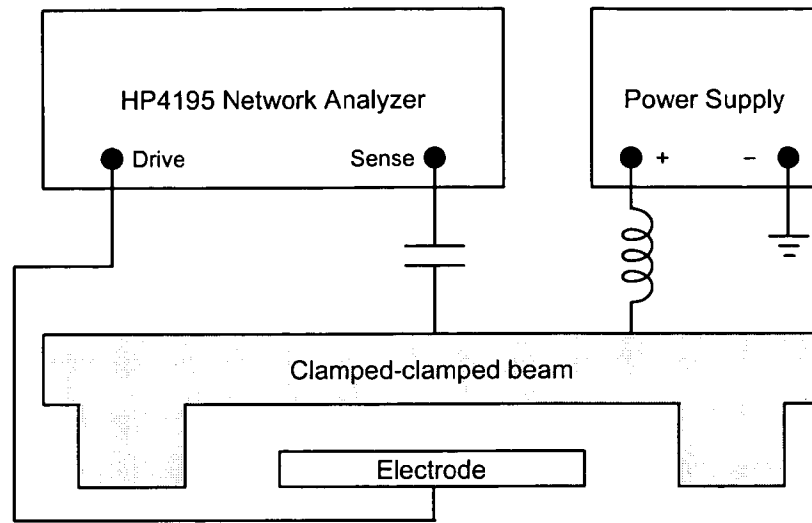 HP4195 Network Analyzer
Power Supply
Drive
Sense
+
–
Clamped-clamped beam
Electrode